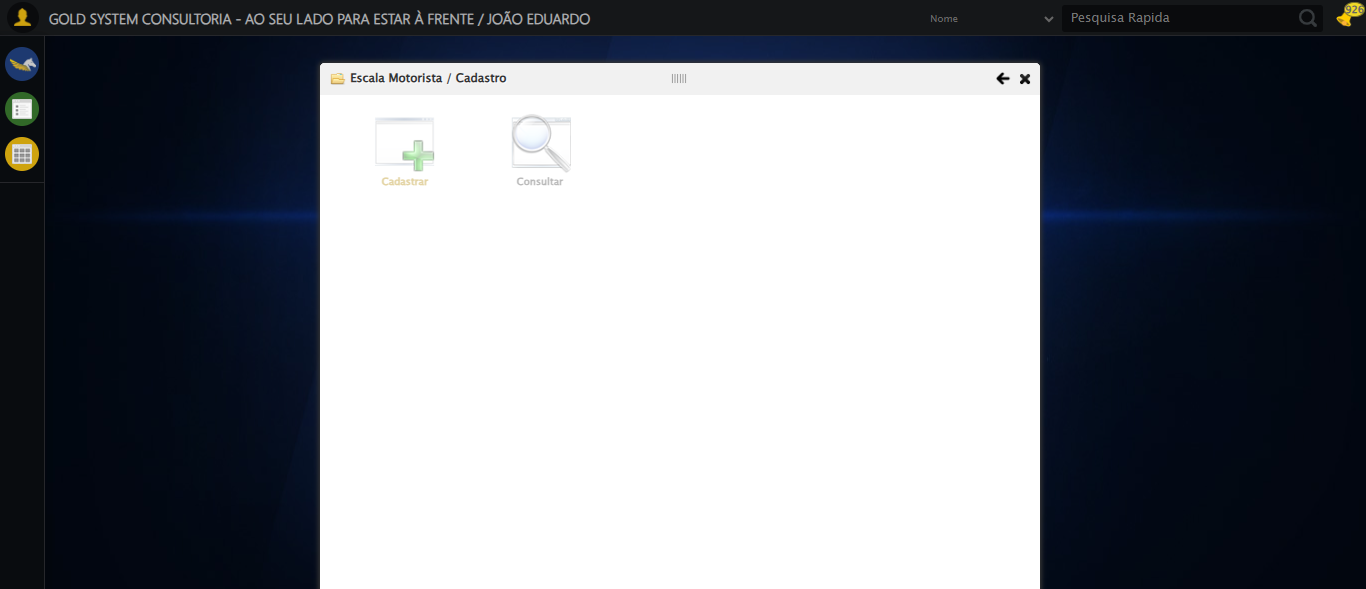 GOLD SYSTEM CONSULTORIA - AO SEU LADO PARA ESTAR À FRENTE / JOÃO EDUARDO
Nome
Pesquisa Rapida
926
Escala Motorista / Cadastro
Cadastrar
Consultar